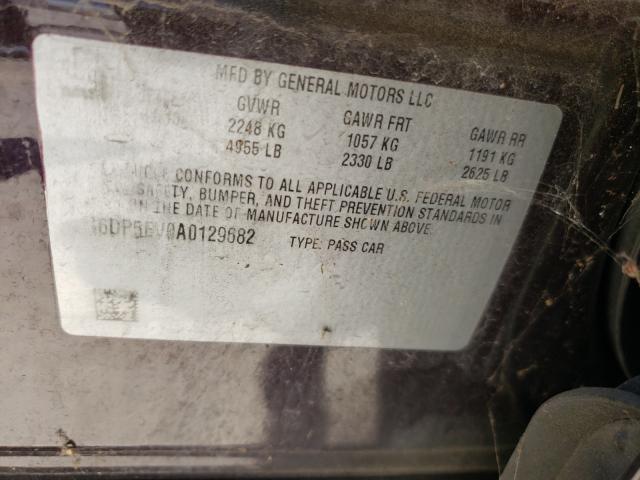 MFD BY GENERAL MOTORS LLC
GVWR GAWR FRT GAWR RR
2248 KG 1057 KG 1191 KG
4955 LB 2330 LB 2625 LB
CONFORMS TO ALL APPLICABLE U.S. FEDERAL MOTOR
SAFETY, BUMPER, AND THEFT PREVENTION STANDARDS IN
ON THE DATE OF MANUFACTURE SHOWN ABOVE.
TYPE: PASS CAR